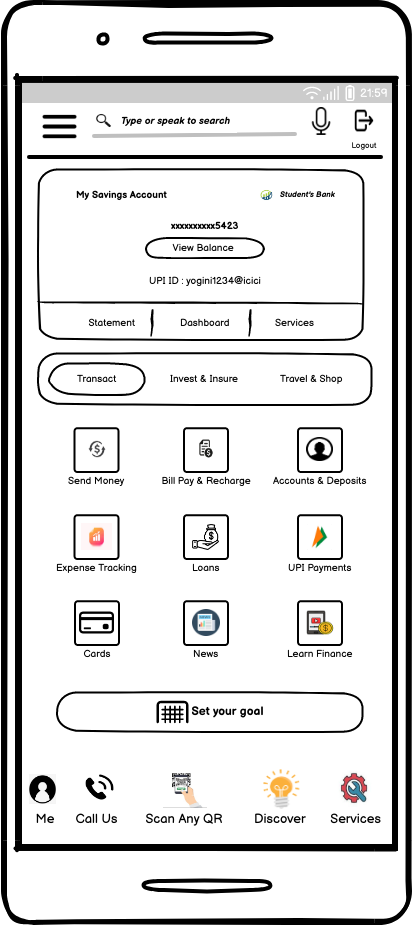 21:59
Type or speak to search
Logout
My Savings Account
Student's Bank
xxxxxxxxxx5423
View Balance
UPI ID : yogini1234@icici
Statement Dashboard Services
Transact Invest & Insure Travel & Shop
Send Money Bill Pay & Recharge Accounts & Deposits
Expense Tracking Loans UPI Payments
Cards News Learn Finance
Set your goal
Me Call Us Scan Any QR Discover Services